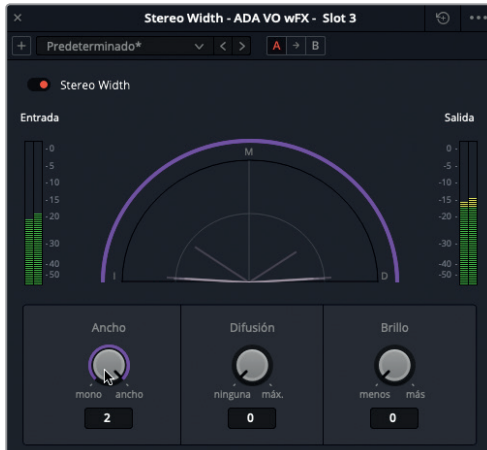 × Stereo Width - ADA VO wFX - Slot 3 •••
+ Predeterminado* < > A → B
Stereo Width
Entrada Salida
M
I D
-0 0 -
-5 -5 -
-10 -10 -
-15 -15 -
-20 -20 -
-30 -30 -
-40 -40 -
-50 -50 -
Ancho Difusión Brillo
mono ancho ninguna máx. menos más
2 0 0